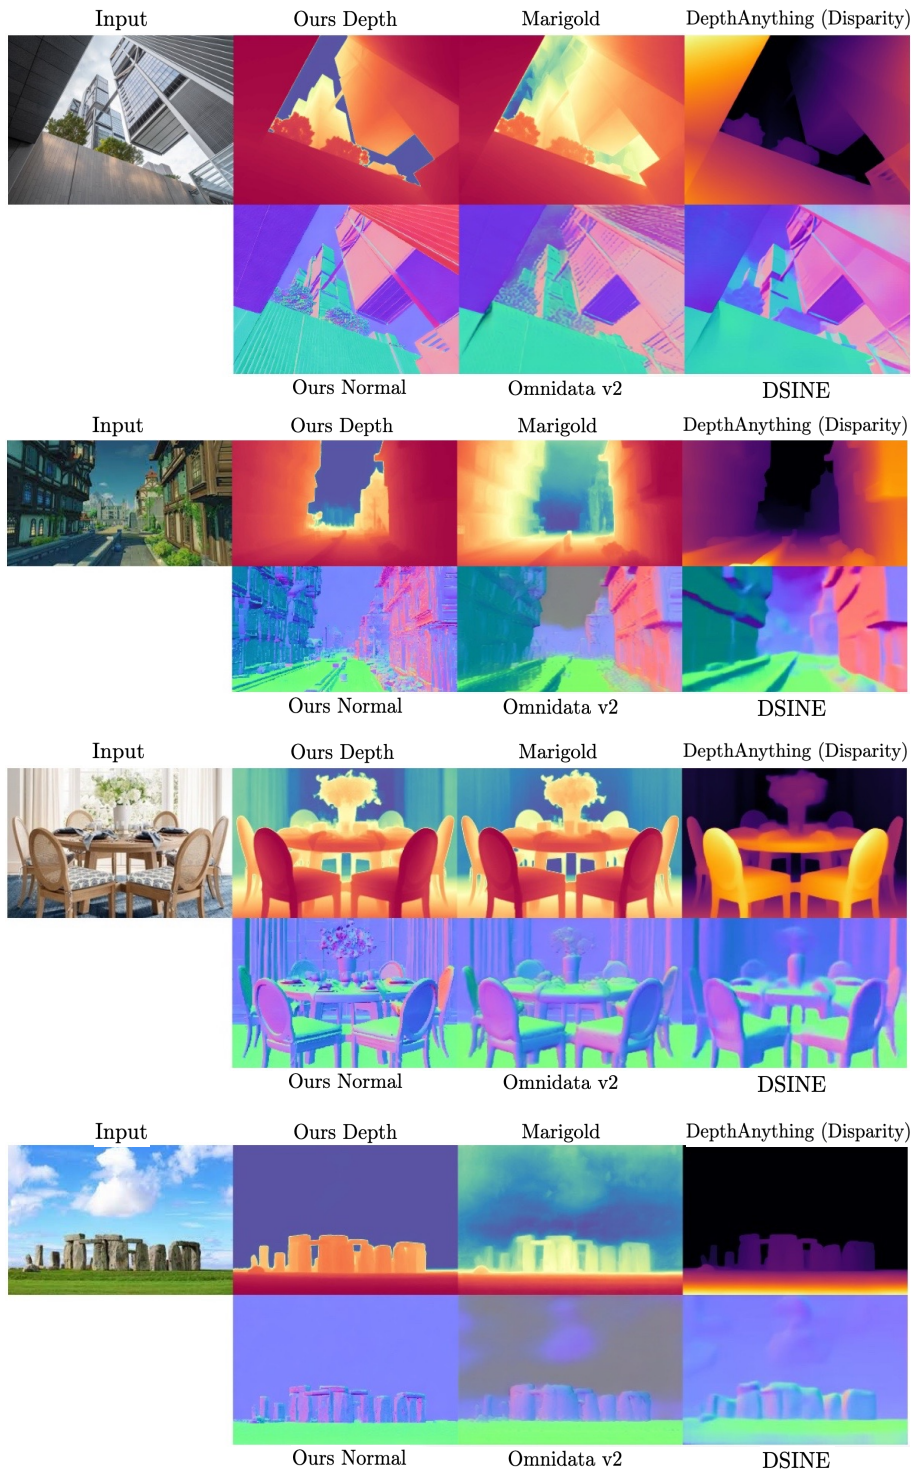 Input Ours Depth Marigold DepthAnything (Disparity)
Ours Normal Omnidata v2 DSINE
Input Ours Depth Marigold DepthAnything (Disparity)
Ours Normal Omnidata v2 DSINE
Input Ours Depth Marigold DepthAnything (Disparity)
Ours Normal Omnidata v2 DSINE
Input Ours Depth Marigold DepthAnything (Disparity)
Ours Normal Omnidata v2 DSINE